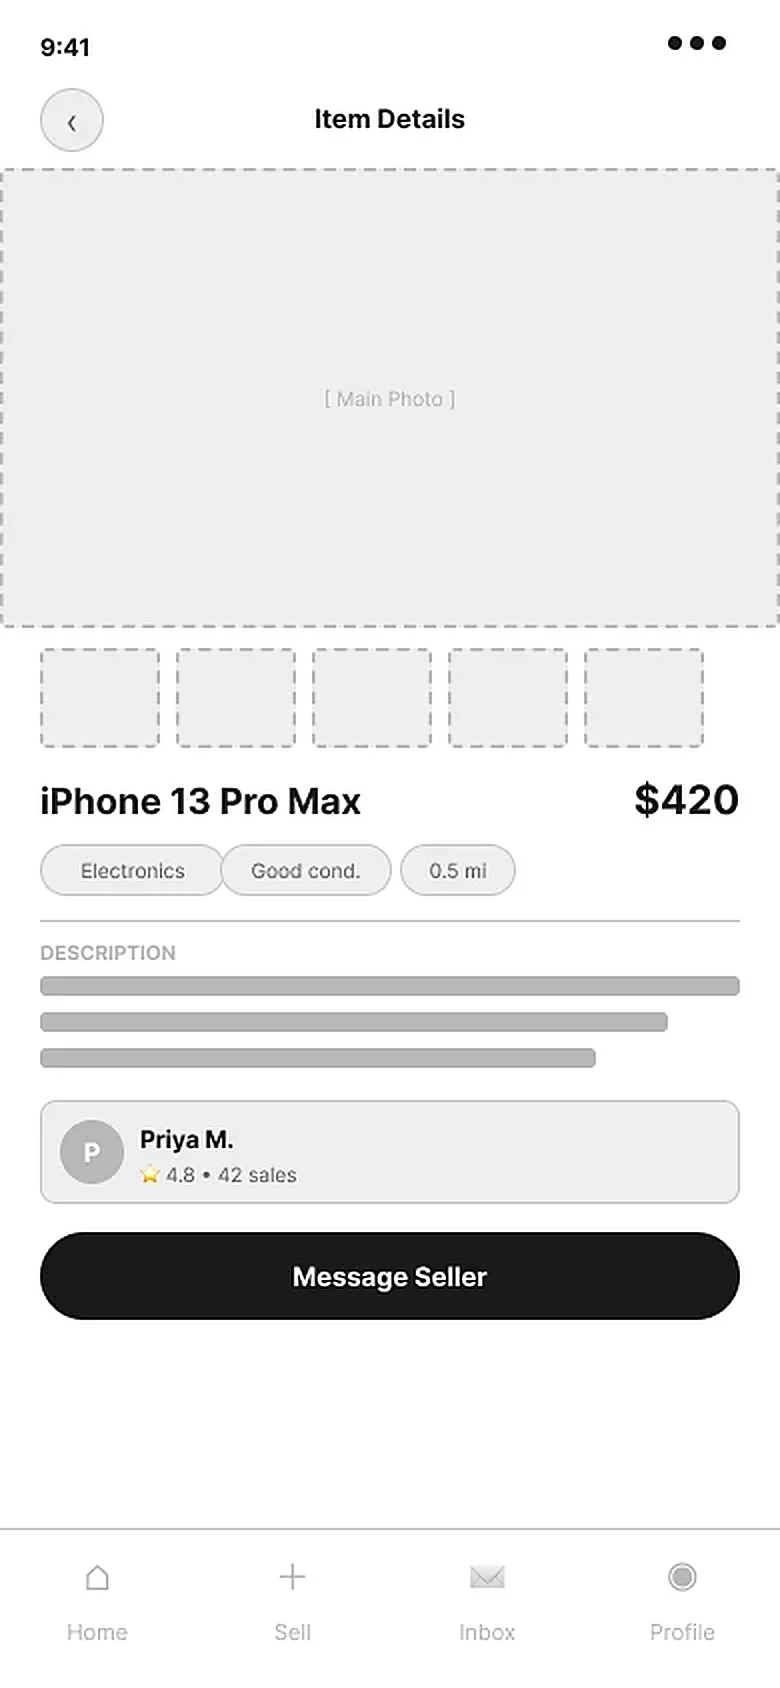 9:41
‹
Item Details
[ Main Photo ]
iPhone 13 Pro Max $420
Electronics Good cond. 0.5 mi
DESCRIPTION
P
Priya M.
⭐ 4.8 • 42 sales
Message Seller
Home Sell Inbox Profile